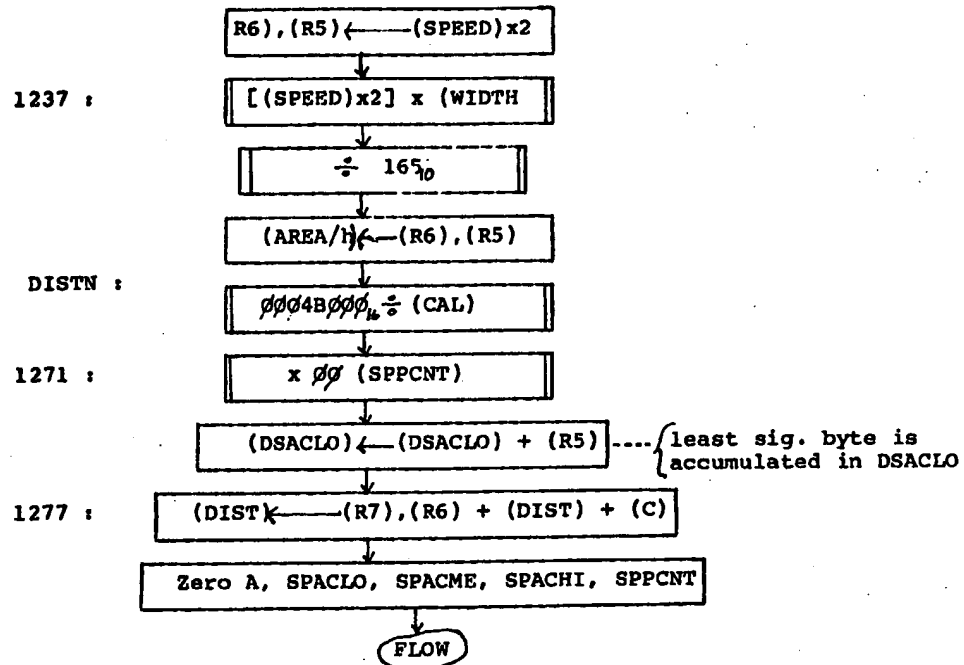 R6),(R5)←(SPEED)x2
1237 : [(SPEED)x2] x (WIDTH
÷ 165₁₀
(AREA/h)←(R6),(R5)
DISTN :
ØØØ4BØØØ₁₆ ÷ (CAL)
1271 : x ØØ (SPPCNT)
(DSACLO)←(DSACLO) + (R5) ----{least sig. byte is
accumulated in DSACLO
1277 : (DIST)←(R7),(R6) + (DIST) + (C)
Zero A, SPACLO, SPACME, SPACHI, SPPCNT
FLOW